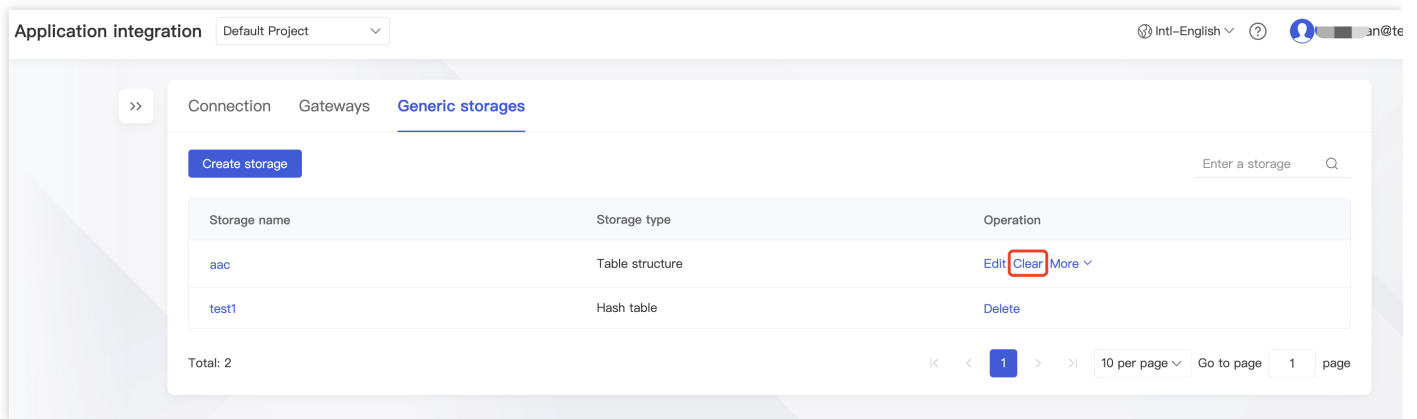 Application integration Default Project Intl-English an@te
Connection Gateways Generic storages
Create storage Enter a storage
Storage name Storage type Operation
aac Table structure Edit Clear More
test1 Hash table Delete
Total: 2 1 10 per page Go to page 1 page